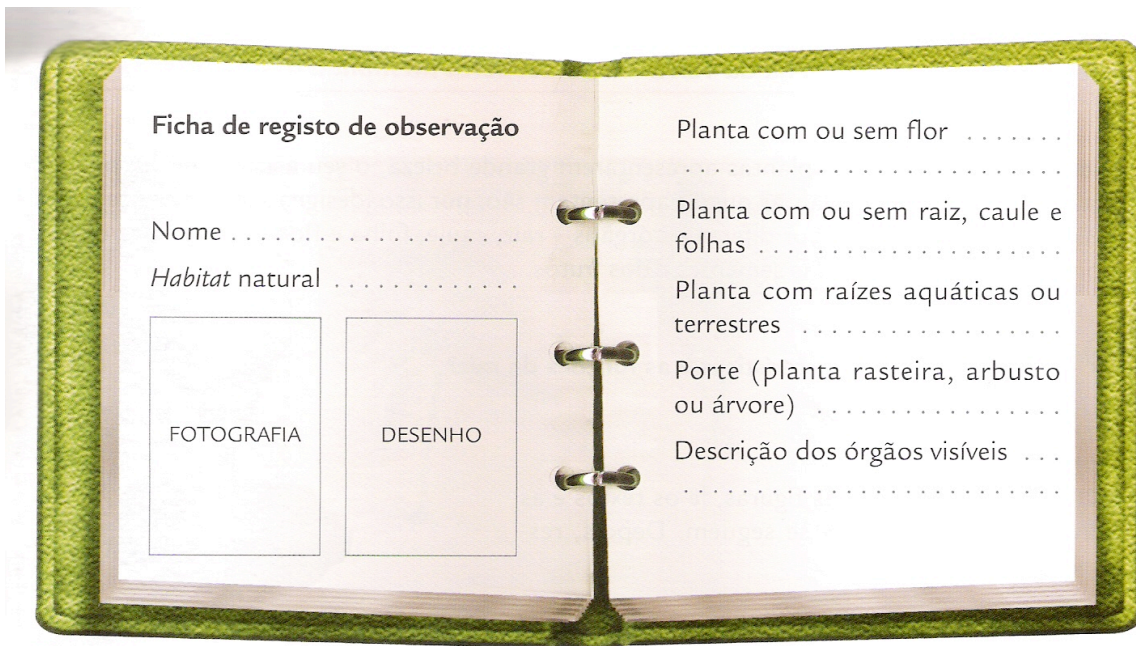 Ficha de registo de observação
Nome . . . . . . . . . . . . . . . . . . . . .
Habitat natural . . . . . . . . . . . . . .
FOTOGRAFIA
DESENHO
Planta com ou sem flor . . . . . . .
. . . . . . . . . . . . . . . . . . . . . . . . . . . .
Planta com ou sem raiz, caule e
folhas . . . . . . . . . . . . . . . . . . . . . .
Planta com raízes aquáticas ou
terrestres . . . . . . . . . . . . . . . . . . .
Porte (planta rasteira, arbusto
ou árvore) . . . . . . . . . . . . . . . . . .
Descrição dos órgãos visíveis . . .
. . . . . . . . . . . . . . . . . . . . . . . . . . . .